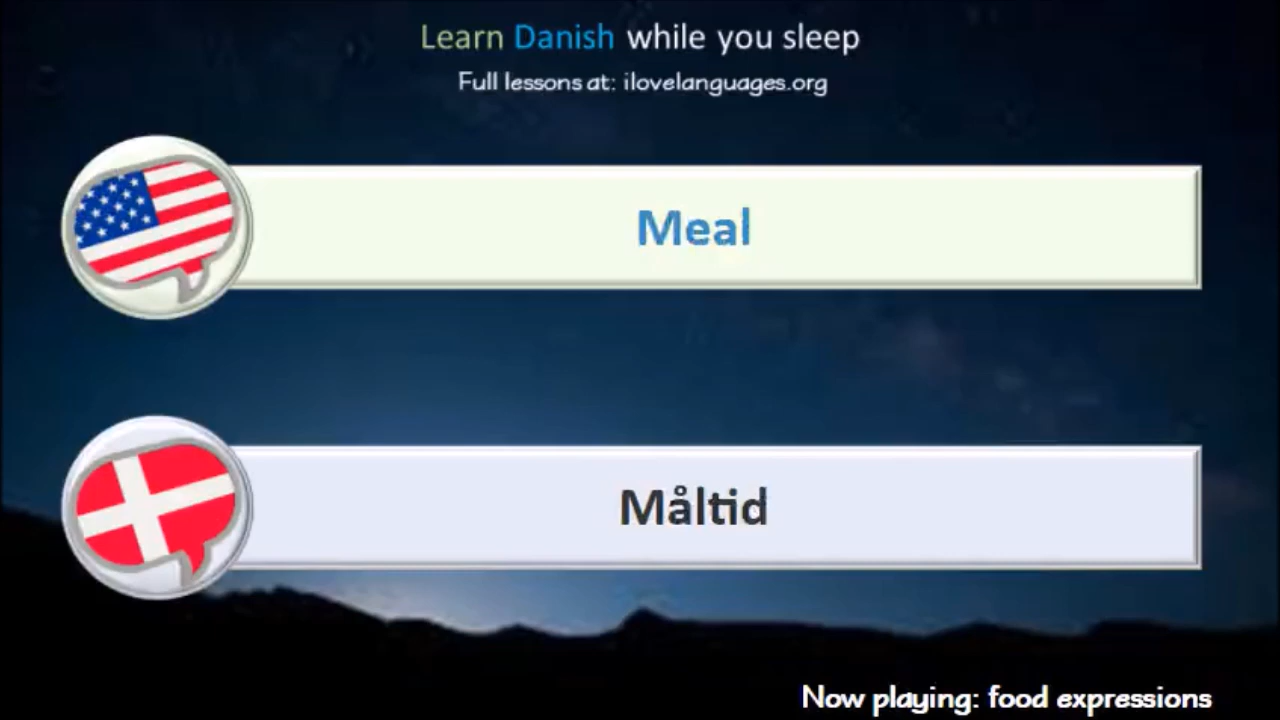 Learn Danish while you sleep
Full lessons at: ilovelanguages.org
Meal
Måltid
Now playing: food expressions